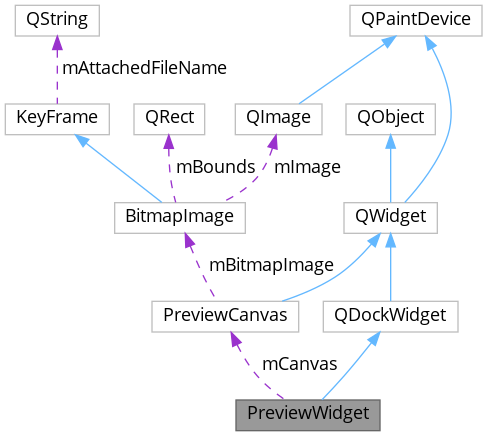 QString
QPaintDevice
mAttachedFileName
KeyFrame
QRect
QImage
QObject
mBounds
mImage
BitmapImage
QWidget
mBitmapImage
PreviewCanvas
QDockWidget
mCanvas
PreviewWidget